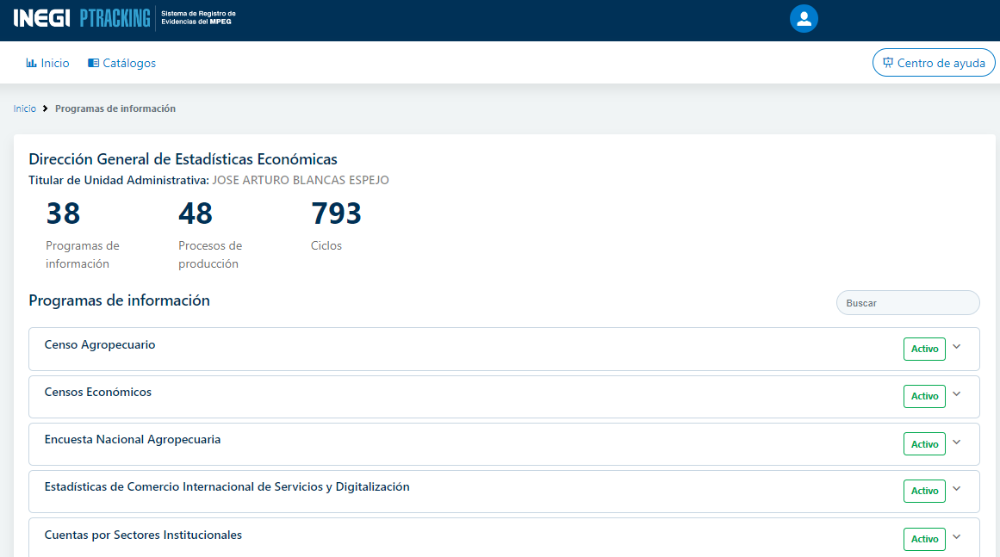 INEGI PTRACKING Sistema de Registro de
Evidencias del MPEG
Inicio Catálogos Centro de ayuda
Inicio Programas de información
Dirección General de Estadísticas Económicas
Titular de Unidad Administrativa: JOSE ARTURO BLANCAS ESPEJO
38 48 793
Programas de Procesos de Ciclos
información producción
Programas de información Buscar
Censo Agropecuario Activo
Censos Económicos Activo
Encuesta Nacional Agropecuaria Activo
Estadísticas de Comercio Internacional de Servicios y Digitalización Activo
Cuentas por Sectores Institucionales Activo